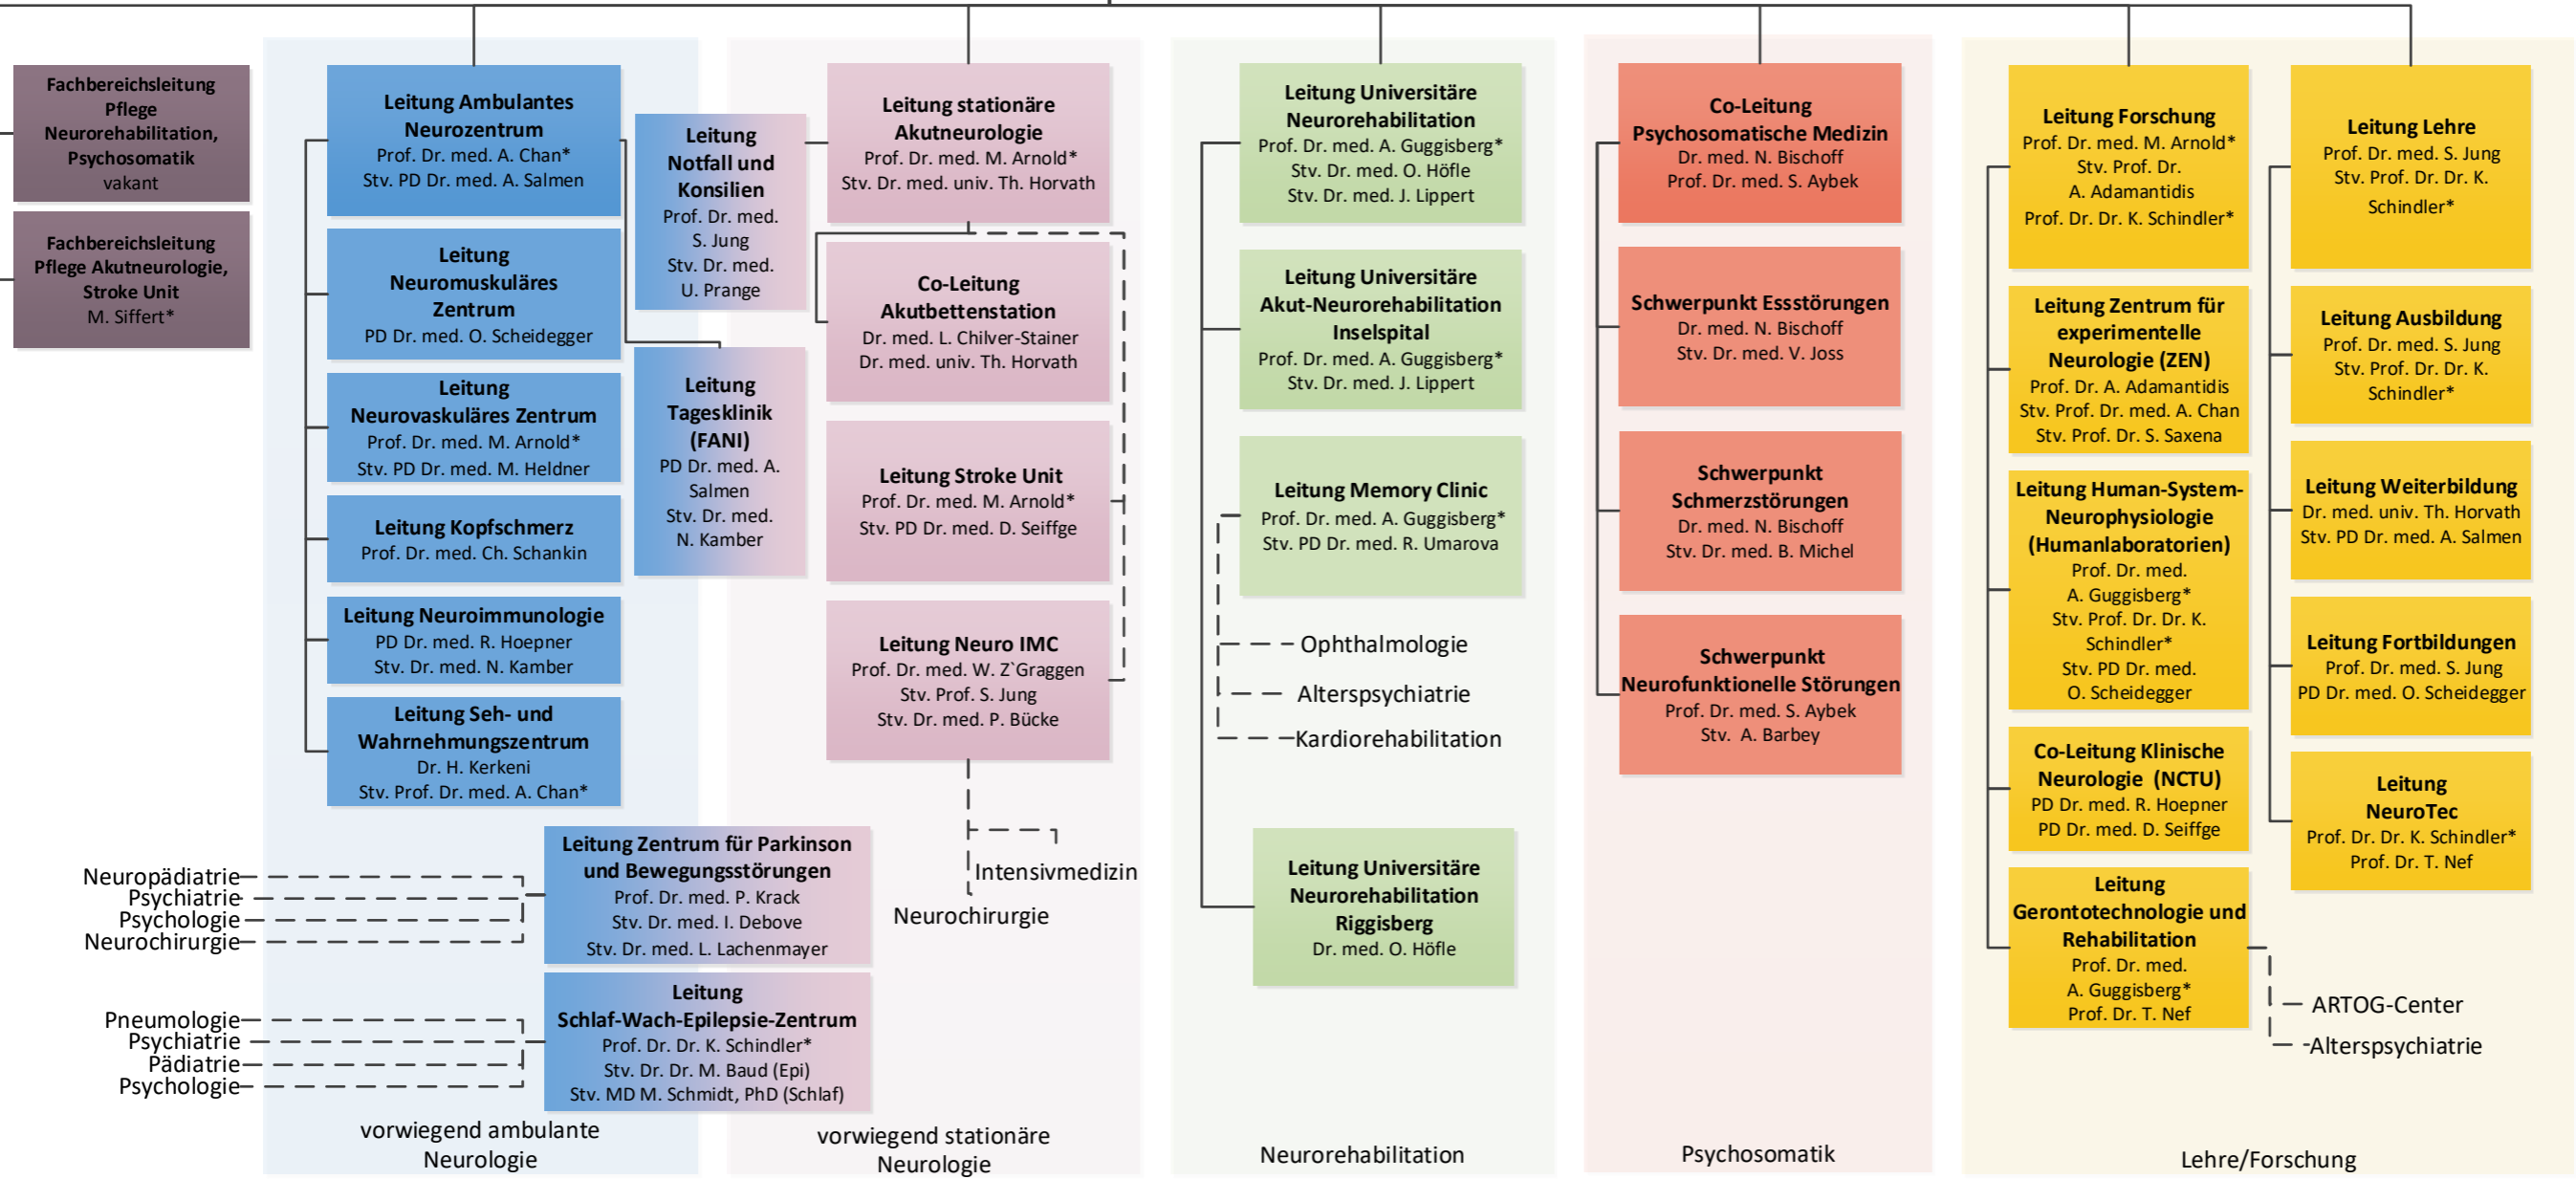 Fachbereichsleitung
Pflege
Neurorehabilitation,
Psychosomatik
vakant
Fachbereichsleitung
Pflege Akutneurologie,
Stroke Unit
M. Siffert*
Leitung Ambulantes
Neurozentrum
Prof. Dr. med. A. Chan*
Stv. PD Dr. med. A. Salmen
Leitung
Neuromuskuläres
Zentrum
PD Dr. med. O. Scheidegger
Leitung
Neurovaskuläres Zentrum
Prof. Dr. med. M. Arnold*
Stv. PD Dr. med. M. Heldner
Leitung Kopfschmerz
Prof. Dr. med. Ch. Schankin
Leitung Neuroimmunologie
PD Dr. med. R. Hoepner
Stv. Dr. med. N. Kamber
Leitung Seh- und
Wahrnehmungszentrum
Dr. H. Kerkeni
Stv. Prof. Dr. med. A. Chan*
Leitung
Notfall und
Konsilien
Prof. Dr. med.
S. Jung
Stv. Dr. med.
U. Prange
Leitung
Tagesklinik
(FANI)
PD Dr. med. A.
Salmen
Stv. Dr. med.
N. Kamber
Leitung Zentrum für Parkinson
und Bewegungsstörungen
Prof. Dr. med. P. Krack
Stv. Dr. med. I. Debove
Stv. Dr. med. L. Lachenmayer
Neuropädiatrie
Psychiatrie
Psychologie
Neurochirurgie
Leitung
Schlaf-Wach-Epilepsie-Zentrum
Prof. Dr. Dr. K. Schindler*
Stv. Dr. Dr. M. Baud (Epi)
Stv. MD M. Schmidt, PhD (Schlaf)
Pneumologie
Psychiatrie
Pädiatrie
Psychologie
vorwiegend ambulante
Neurologie
Leitung stationäre
Akutneurologie
Prof. Dr. med. M. Arnold*
Stv. Dr. med. univ. Th. Horvath
Co-Leitung
Akutbettenstation
Dr. med. L. Chilver-Stainer
Dr. med. univ. Th. Horvath
Leitung Stroke Unit
Prof. Dr. med. M. Arnold*
Stv. PD Dr. med. D. Seiffge
Leitung Neuro IMC
Prof. Dr. med. W. Z`Graggen
Stv. Prof. S. Jung
Stv. Dr. med. P. Bücke
Intensivmedizin
Neurochirurgie
vorwiegend stationäre
Neurologie
Leitung Universitäre
Neurorehabilitation
Prof. Dr. med. A. Guggisberg*
Stv. Dr. med. O. Höfle
Stv. Dr. med. J. Lippert
Leitung Universitäre
Akut-Neurorehabilitation
Inselspital
Prof. Dr. med. A. Guggisberg*
Stv. Dr. med. J. Lippert
Leitung Memory Clinic
Prof. Dr. med. A. Guggisberg*
Stv. PD Dr. med. R. Umarova
Ophthalmologie
Alterspsychiatrie
Kardiorehabilitation
Leitung Universitäre
Neurorehabilitation
Riggisberg
Dr. med. O. Höfle
Neurorehabilitation
Co-Leitung
Psychosomatische Medizin
Dr. med. N. Bischoff
Prof. Dr. med. S. Aybek
Schwerpunkt Essstörungen
Dr. med. N. Bischoff
Stv. Dr. med. V. Joss
Schwerpunkt
Schmerzstörungen
Dr. med. N. Bischoff
Stv. Dr. med. B. Michel
Schwerpunkt
Neurofunktionelle Störungen
Prof. Dr. med. S. Aybek
Stv. A. Barbey
Psychosomatik
Leitung Forschung
Prof. Dr. med. M. Arnold*
Stv. Prof. Dr.
A. Adamantidis
Prof. Dr. Dr. K. Schindler*
Leitung Zentrum für
experimentelle
Neurologie (ZEN)
Prof. Dr. A. Adamantidis
Stv. Prof. Dr. med. A. Chan
Stv. Prof. Dr. S. Saxena
Leitung Human-System-
Neurophysiologie
(Humanlaboratorien)
Prof. Dr. med.
A. Guggisberg*
Stv. Prof. Dr. Dr. K.
Schindler*
Stv. PD Dr. med.
O. Scheidegger
Co-Leitung Klinische
Neurologie (NCTU)
PD Dr. med. R. Hoepner
PD Dr. med. D. Seiffge
Leitung
Gerontotechnologie und
Rehabilitation
Prof. Dr. med.
A. Guggisberg*
Prof. Dr. T. Nef
ARTOG-Center
Alterspsychiatrie
Leitung Lehre
Prof. Dr. med. S. Jung
Stv. Prof. Dr. Dr. K.
Schindler*
Leitung Ausbildung
Prof. Dr. med. S. Jung
Stv. Prof. Dr. Dr. K.
Schindler*
Leitung Weiterbildung
Dr. med. univ. Th. Horvath
Stv. PD Dr. med. A. Salmen
Leitung Fortbildungen
Prof. Dr. med. S. Jung
PD Dr. med. O. Scheidegger
Leitung
NeuroTec
Prof. Dr. Dr. K. Schindler*
Prof. Dr. T. Nef
Lehre/Forschung